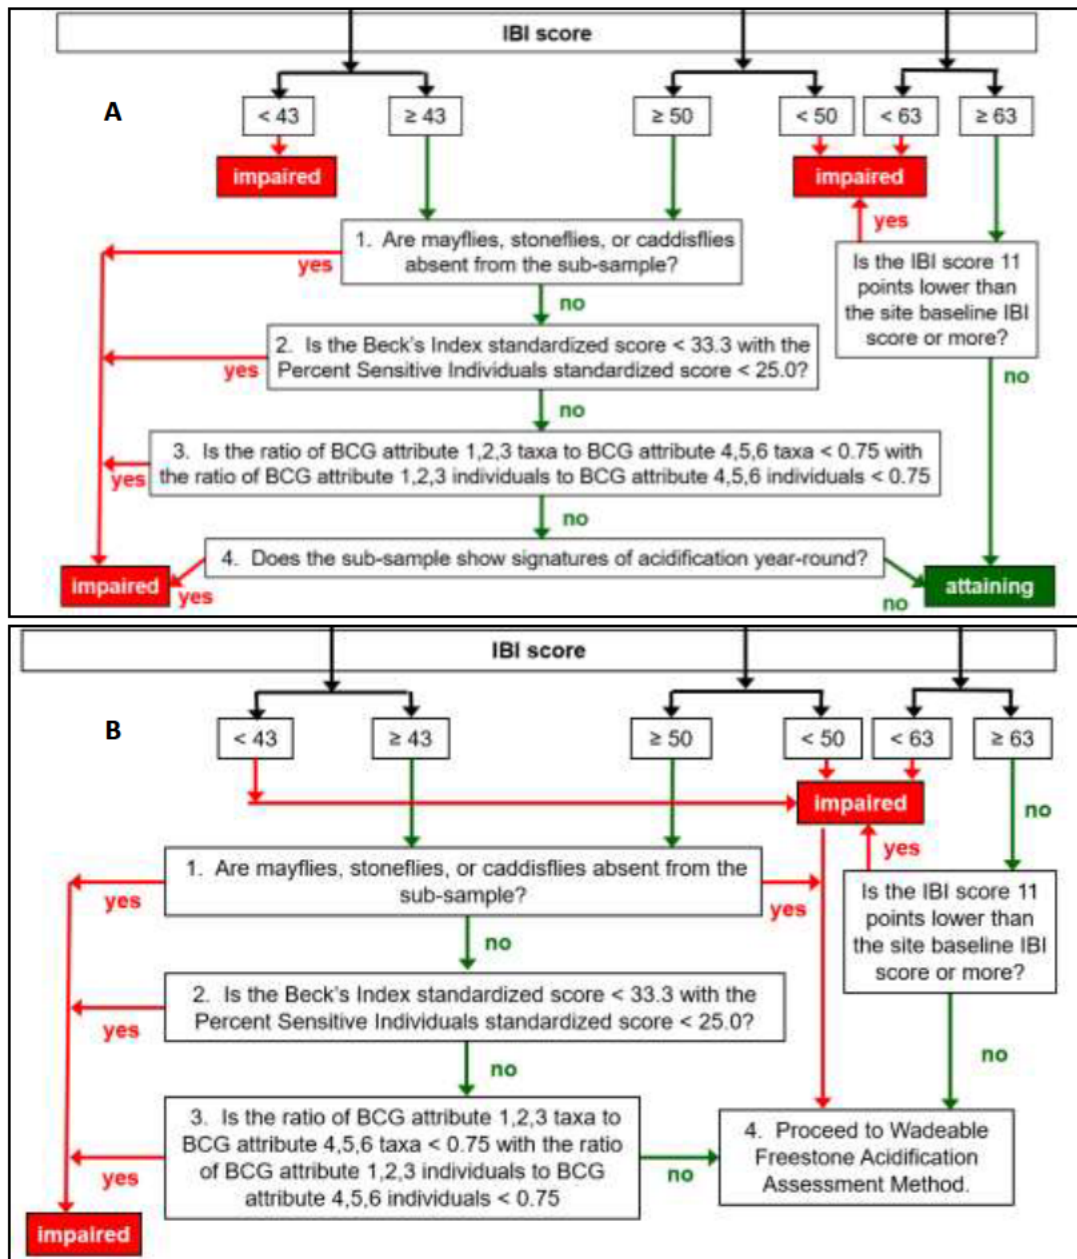 IBI score
A
< 43
≥ 43
≥ 50
< 50
< 63
≥ 63
impaired
impaired
yes
1. Are mayflies, stoneflies, or caddisflies
absent from the sub-sample?
yes
no
Is the IBI score 11
points lower than
the site baseline IBI
score or more?
no
2. Is the Beck's Index standardized score < 33.3 with the
Percent Sensitive Individuals standardized score < 25.0?
yes
no
3. Is the ratio of BCG attribute 1,2,3 taxa to BCG attribute 4,5,6 taxa < 0.75 with
the ratio of BCG attribute 1,2,3 individuals to BCG attribute 4,5,6 individuals < 0.75
yes
no
4. Does the sub-sample show signatures of acidification year-round?
impaired
yes
no
attaining
IBI score
B
< 43
≥ 43
≥ 50
< 50
< 63
≥ 63
impaired
no
1. Are mayflies, stoneflies, or caddisflies absent from the
sub-sample?
yes
yes
yes
no
Is the IBI score 11
points lower than
the site baseline IBI
score or more?
no
2. Is the Beck's Index standardized score < 33.3 with the
Percent Sensitive Individuals standardized score < 25.0?
yes
no
3. Is the ratio of BCG attribute 1,2,3 taxa to
BCG attribute 4,5,6 taxa < 0.75 with the ratio
of BCG attribute 1,2,3 individuals to BCG
attribute 4,5,6 individuals < 0.75
yes
no
4. Proceed to Wadeable
Freestone Acidification
Assessment Method.
impaired